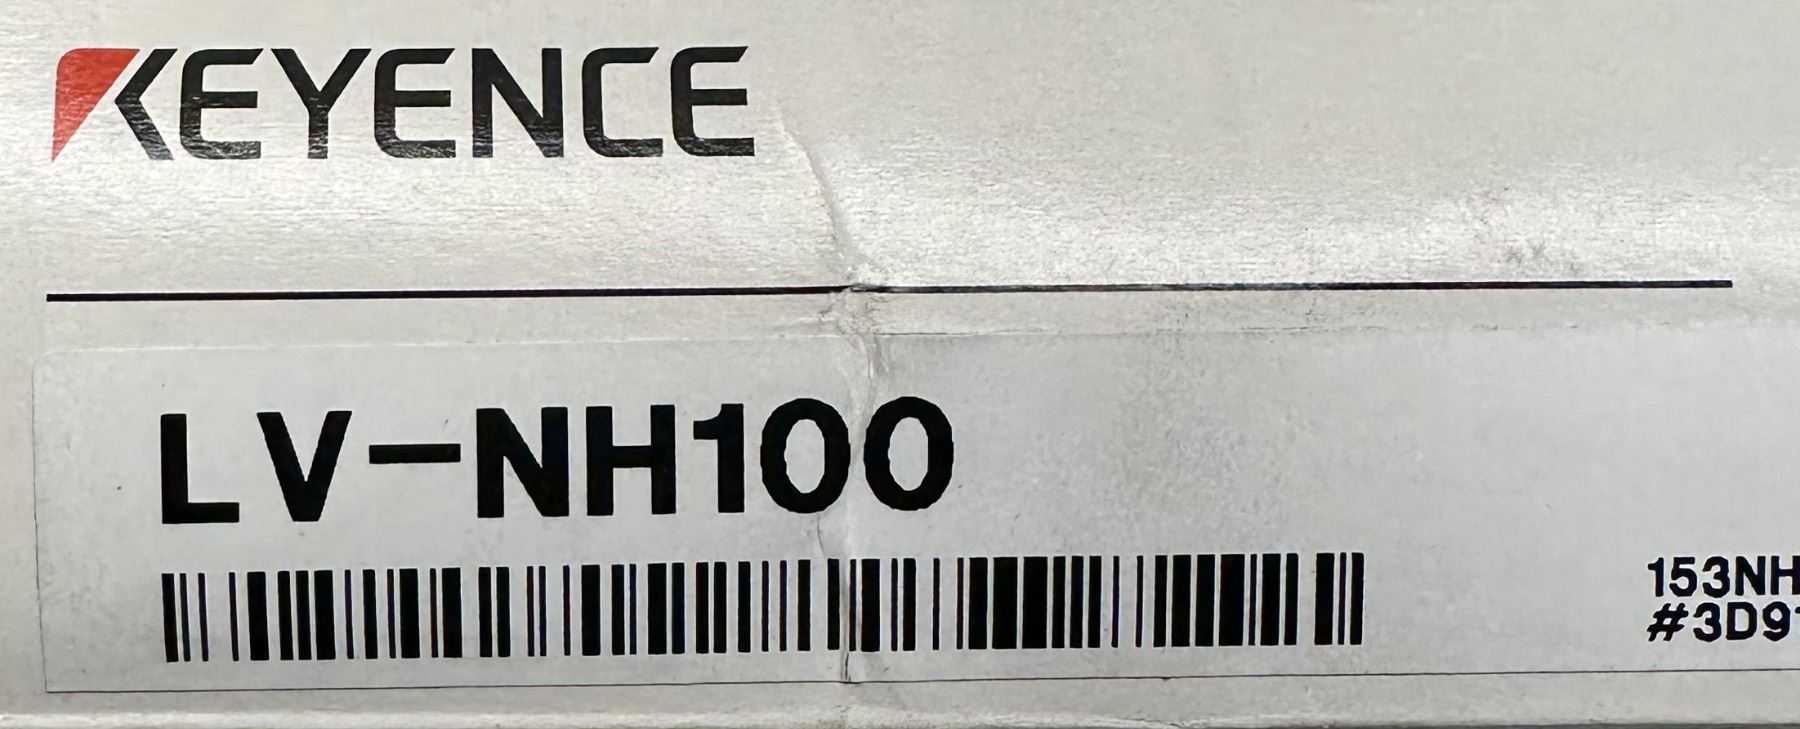 KEYENCE
LV-NH100
153NH
#3D9